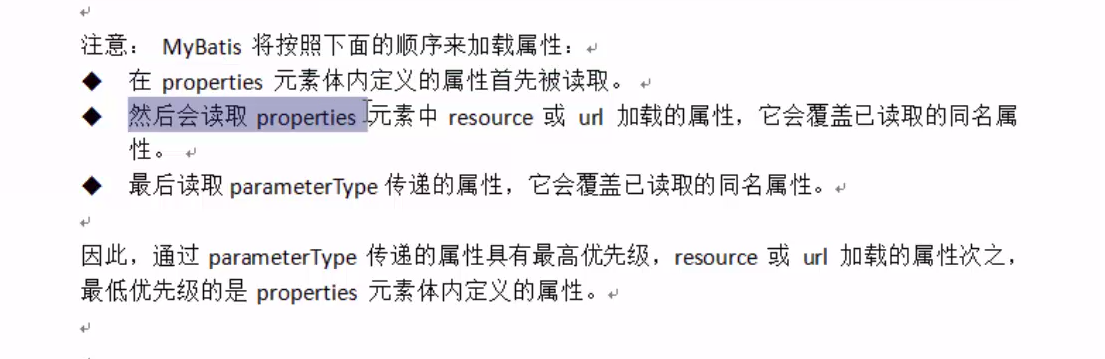 注意： MyBatis 将按照下面的顺序来加载属性：
◆ 在 properties 元素体内定义的属性首先被读取。
◆ 然后会读取 properties 元素中 resource 或 url 加载的属性，它会覆盖已读取的同名属
性。
◆ 最后读取 parameterType 传递的属性，它会覆盖已读取的同名属性。
因此，通过 parameterType 传递的属性具有最高优先级，resource 或 url 加载的属性次之，
最低优先级的是 properties 元素体内定义的属性。